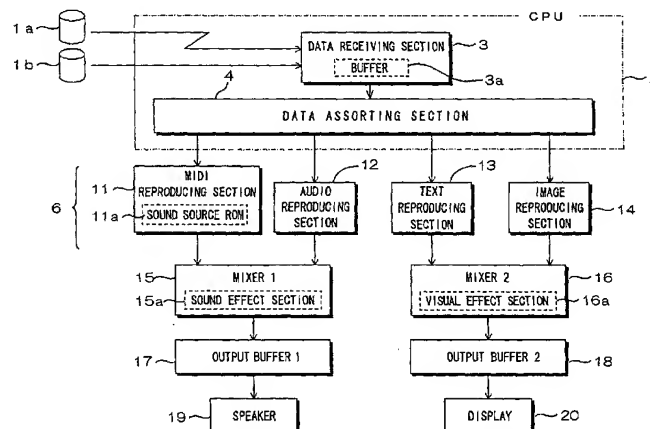 CPU
1a
1b
DATA RECEIVING SECTION
3
BUFFER
3a
4
DATA ASSORTING SECTION
6
11
MIDI
REPRODUCING SECTION
11a
SOUND SOURCE ROM
12
AUDIO
REPRODUCING
SECTION
13
TEXT
REPRODUCING
SECTION
IMAGE
REPRODUCING
SECTION
14
15
MIXER 1
15a
SOUND EFFECT SECTION
MIXER 2
16
VISUAL EFFECT SECTION
16a
17
OUTPUT BUFFER 1
OUTPUT BUFFER 2
18
19
SPEAKER
DISPLAY
20